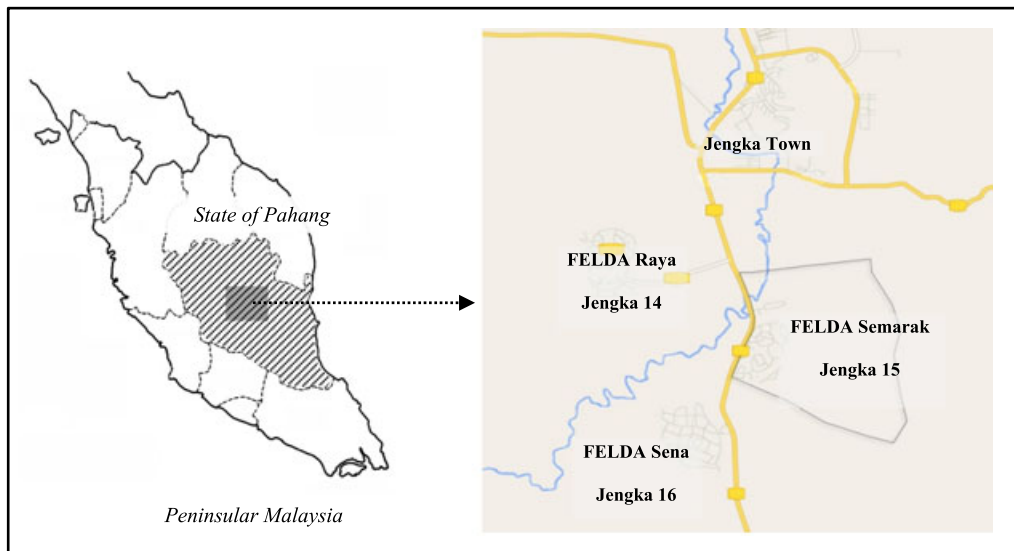 State of Pahang
Peninsular Malaysia
Jengka Town
FELDA Raya
Jengka 14
FELDA Semarak
Jengka 15
FELDA Sena
Jengka 16